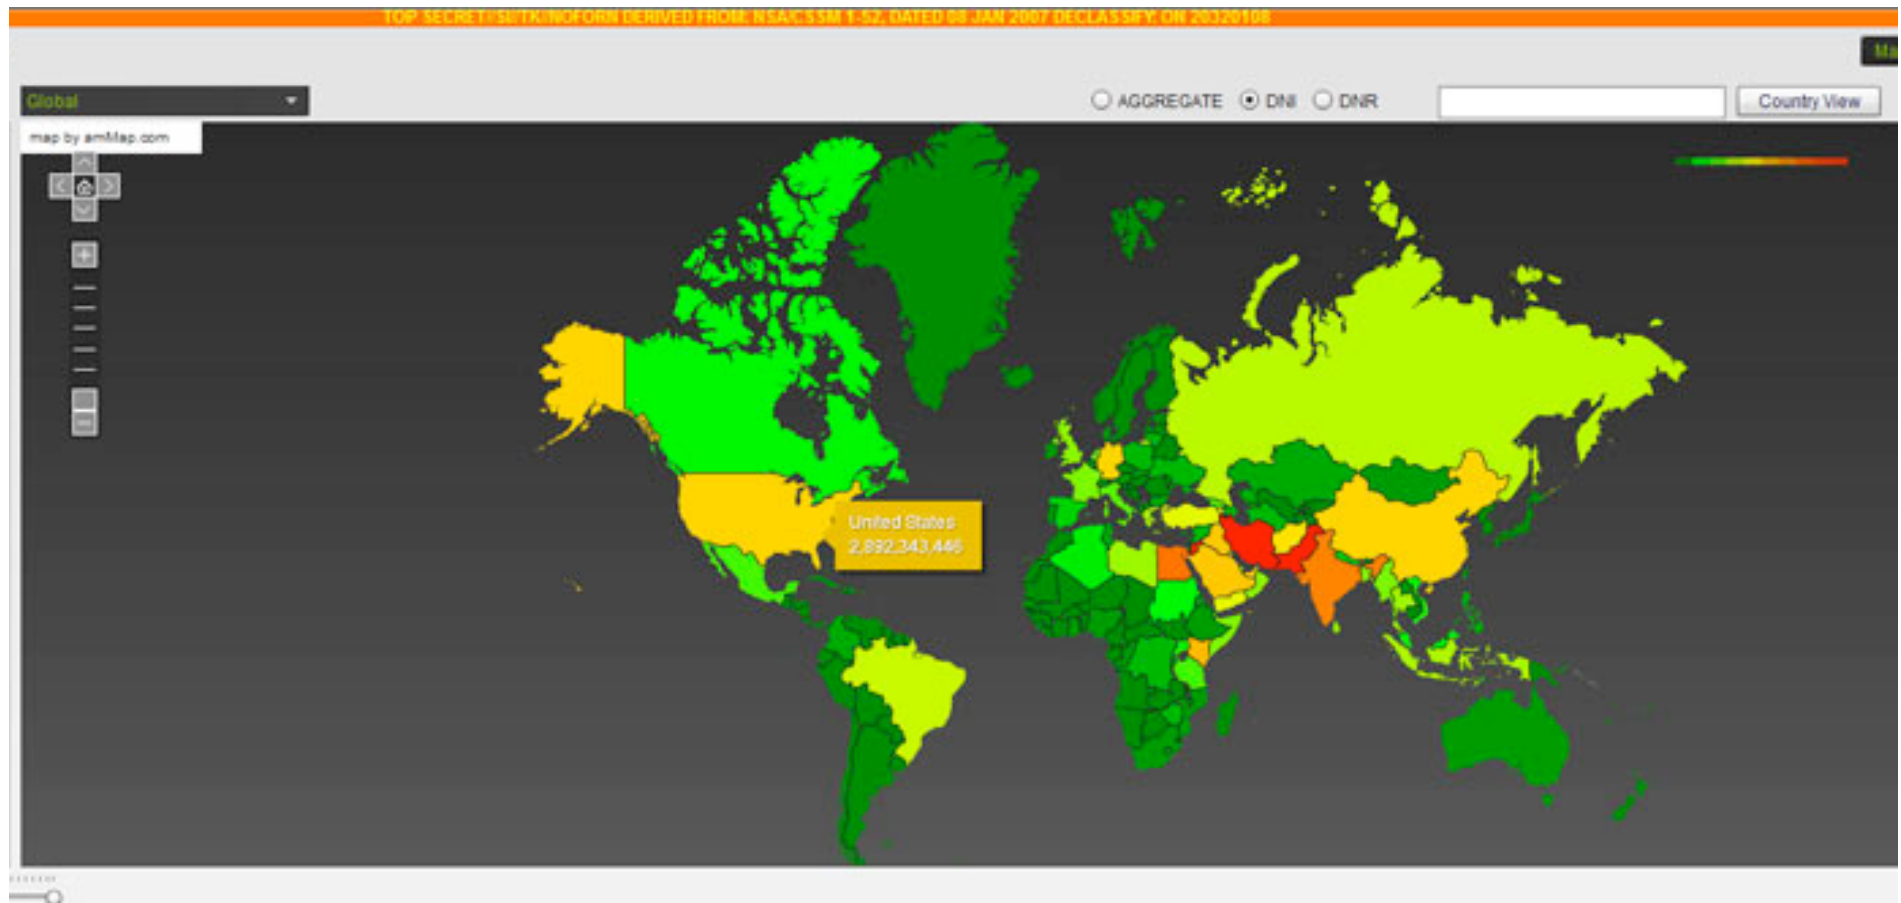 TOP SECRET//SI//TK//NOFORN DERIVED FROM: NSA/CSSM 1-52, DATED 08 JAN 2007 DECLASSIFY: ON 20320108
Global
AGGREGATE DNI DNR
Country View
map by amMap.com
United States
2,892,343,446